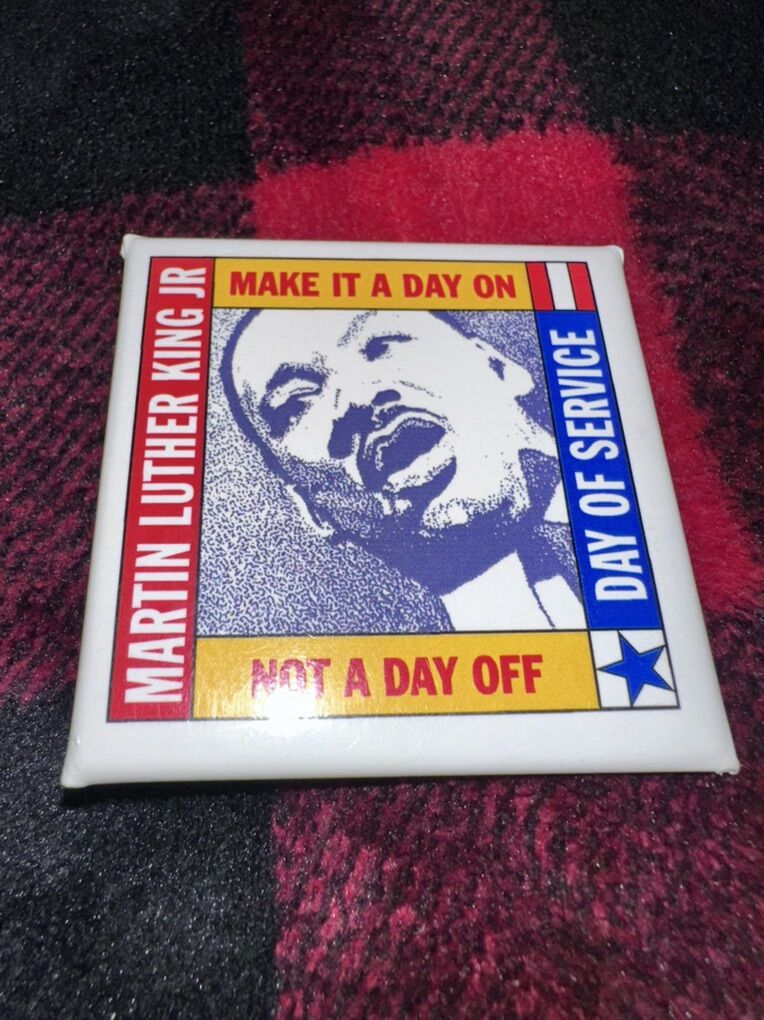 MARTIN LUTHER KING JR
MAKE IT A DAY ON
DAY OF SERVICE
NOT A DAY OFF